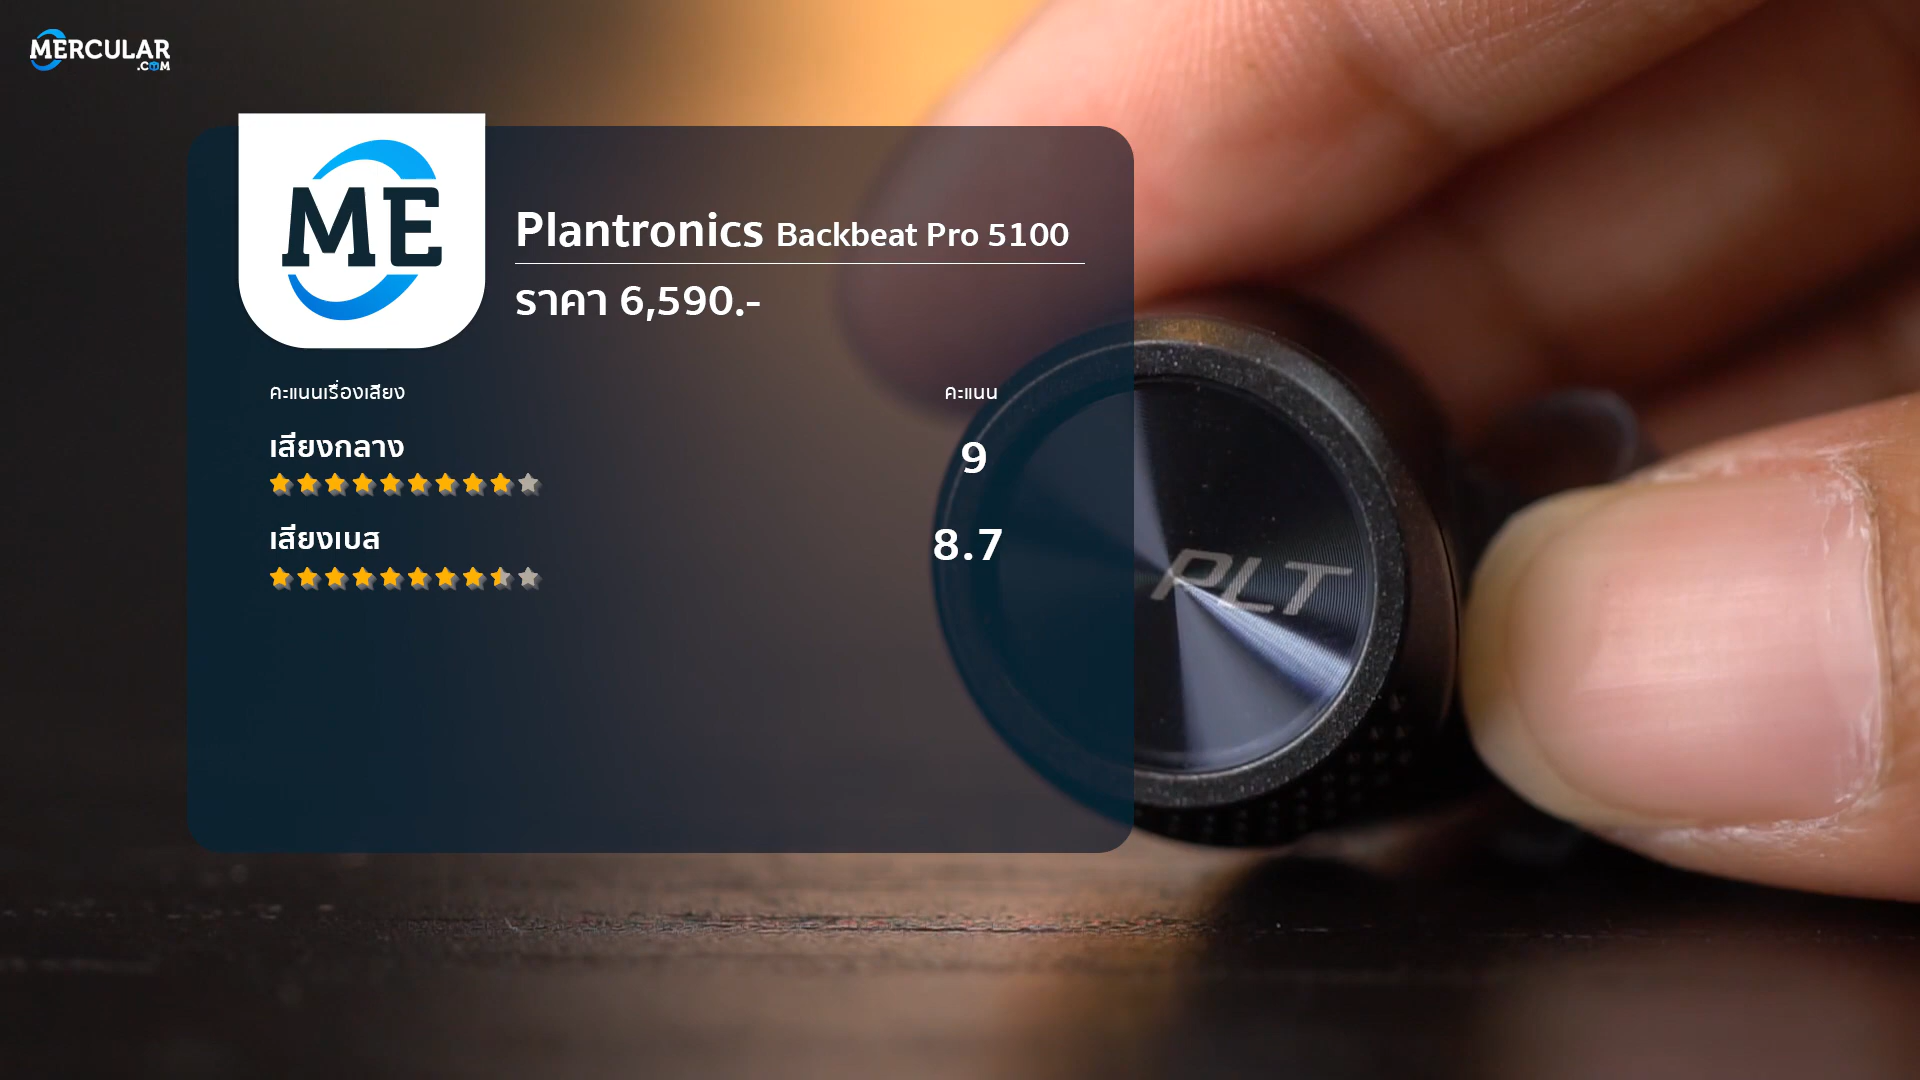 MERCULAR
.COM
ME
Plantronics Backbeat Pro 5100
ราคา 6,590.-
คะแนนเรื่องเสียง คะแนน
เสียงกลาง 9
เสียงเบส 8.7
PLT